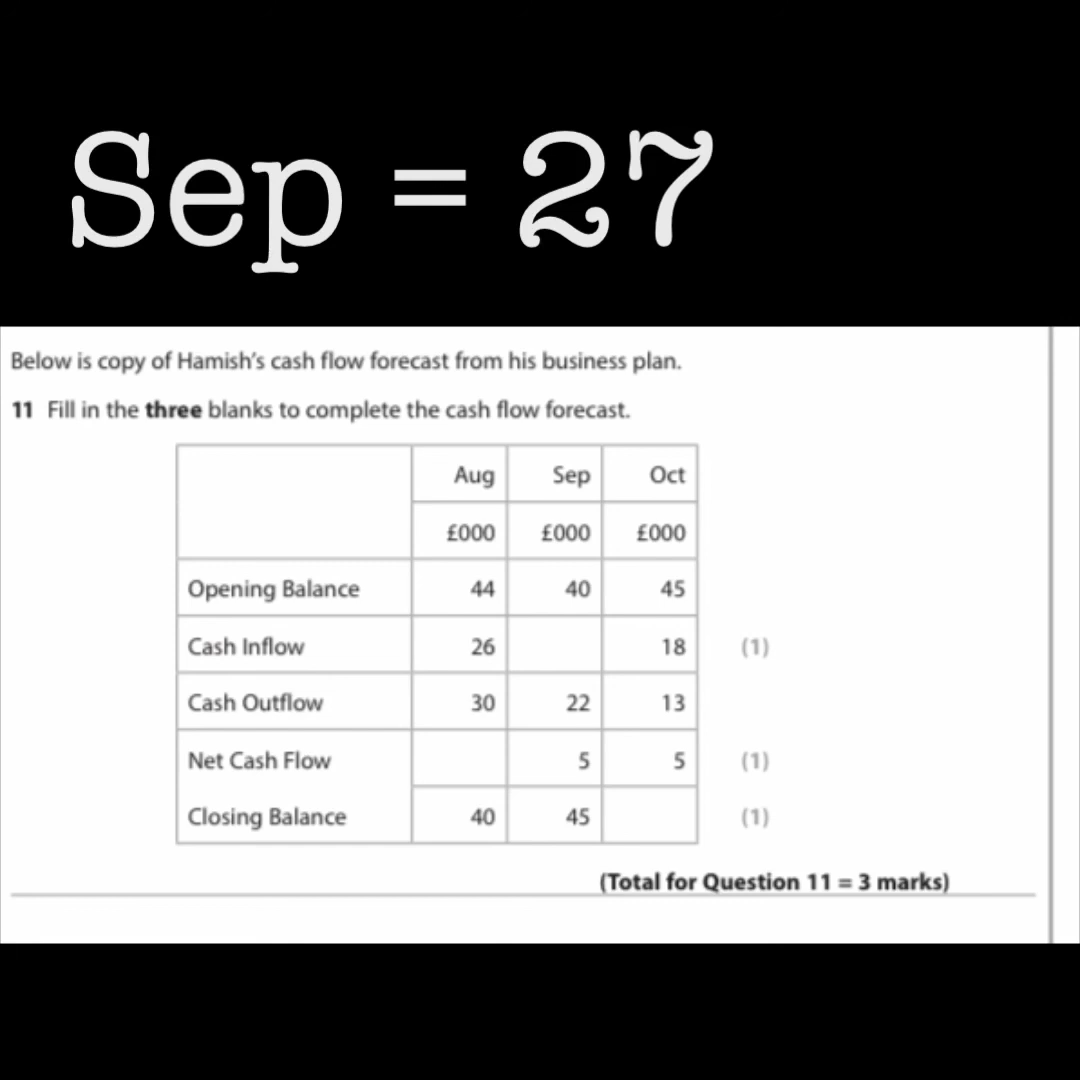 Sep = 27
Below is copy of Hamish's cash flow forecast from his business plan.
11 Fill in the three blanks to complete the cash flow forecast.
Aug Sep Oct
£000 £000 £000
Opening Balance 44 40 45
Cash Inflow 26 18 (1)
Cash Outflow 30 22 13
Net Cash Flow 5 5 (1)
Closing Balance 40 45 (1)
(Total for Question 11 = 3 marks)